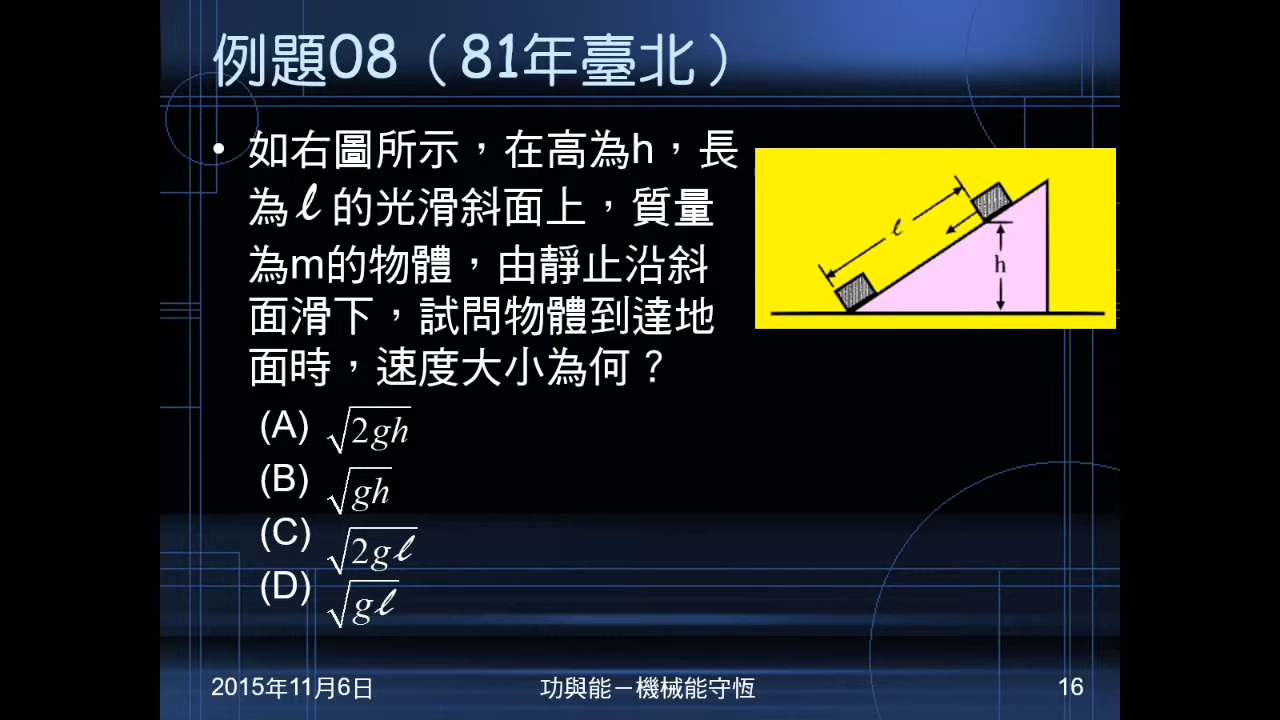 例題08（81年臺北）
• 如右圖所示，在高為h，長
為ℓ的光滑斜面上，質量
為m的物體，由靜止沿斜
面滑下，試問物體到達地
面時，速度大小為何？
(A) √2gh
(B) √gh
(C) √2gℓ
(D) √gℓ
ℓ
h
2015年11月6日
功與能－機械能守恆
16